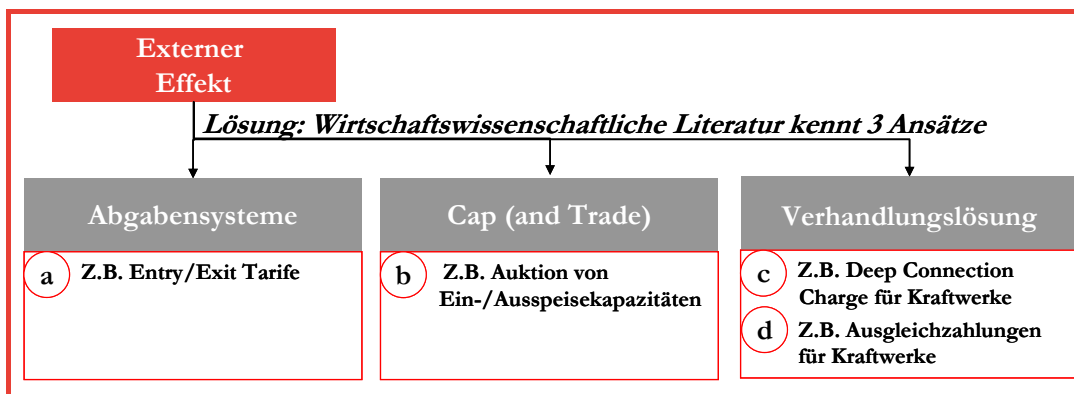 Externer
Effekt
Lösung: Wirtschaftswissenschaftliche Literatur kennt 3 Ansätze
Abgabensysteme
a Z.B. Entry/Exit Tarife
Cap (and Trade)
b Z.B. Auktion von
Ein-/Ausspeisekapazitäten
Verhandlungslösung
c Z.B. Deep Connection
Charge für Kraftwerke
d Z.B. Ausgleichzahlungen
für Kraftwerke